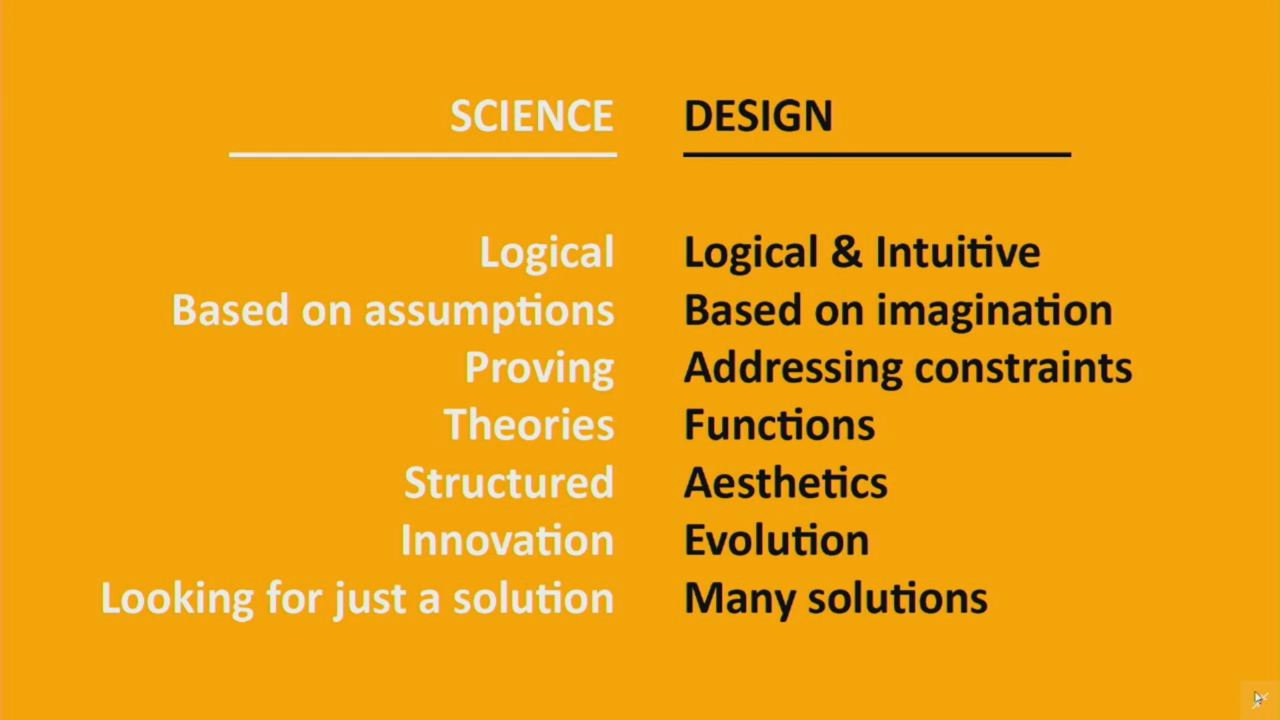 SCIENCE DESIGN
Logical Logical & Intuitive
Based on assumptions Based on imagination
Proving Addressing constraints
Theories Functions
Structured Aesthetics
Innovation Evolution
Looking for just a solution Many solutions